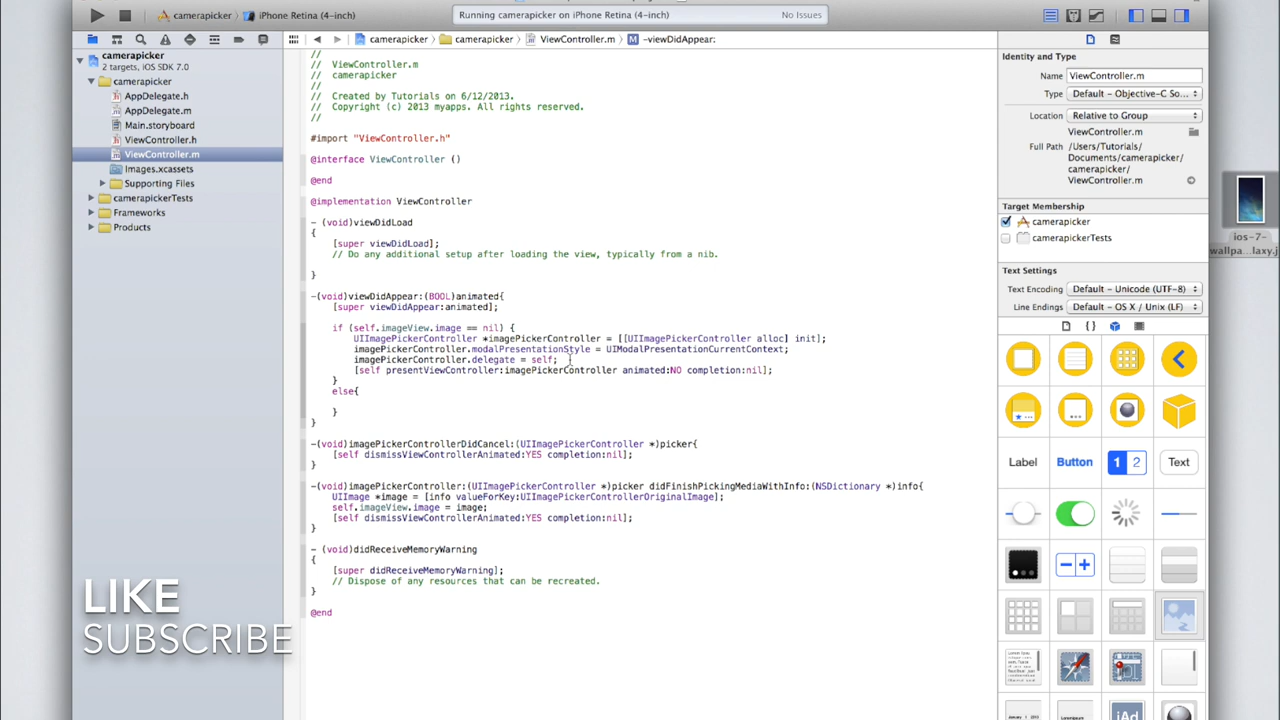 camerapicker
iPhone Retina (4-inch)
Running camerapicker on iPhone Retina (4-inch)
No Issues
camerapicker
camerapicker
ViewController.m
M
-viewDidAppear:
camerapicker
2 targets, iOS SDK 7.0
camerapicker
AppDelegate.h
AppDelegate.m
Main.storyboard
ViewController.h
ViewController.m
Images.xcassets
Supporting Files
camerapickerTests
Frameworks
Products
//
//  ViewController.m
//  camerapicker
//
//  Created by Tutorials on 6/12/2013.
//  Copyright (c) 2013 myapps. All rights reserved.
//
#import "ViewController.h"
@interface ViewController ()
@end
@implementation ViewController
- (void)viewDidLoad
{
[super viewDidLoad];
// Do any additional setup after loading the view, typically from a nib.
}
-(void)viewDidAppear:(BOOL)animated{
[super viewDidAppear:animated];
if (self.imageView.image == nil) {
UIImagePickerController *imagePickerController = [[UIImagePickerController alloc] init];
imagePickerController.modalPresentationStyle = UIModalPresentationCurrentContext;
imagePickerController.delegate = self;
[self presentViewController:imagePickerController animated:NO completion:nil];
}
else{
}
}
-(void)imagePickerControllerDidCancel:(UIImagePickerController *)picker{
[self dismissViewControllerAnimated:YES completion:nil];
}
-(void)imagePickerController:(UIImagePickerController *)picker didFinishPickingMediaWithInfo:(NSDictionary *)info{
UIImage *image = [info valueForKey:UIImagePickerControllerOriginalImage];
self.imageView.image = image;
[self dismissViewControllerAnimated:YES completion:nil];
}
- (void)didReceiveMemoryWarning
{
[super didReceiveMemoryWarning];
// Dispose of any resources that can be recreated.
}
@end
LIKE
SUBSCRIBE
Identity and Type
Name ViewController.m
Type Default - Objective-C So...
Location Relative to Group
ViewController.m
Full Path /Users/Tutorials/
Documents/camerapicker/
camerapicker/
ViewController.m
Target Membership
camerapicker
camerapickerTests
Text Settings
Text Encoding Default - Unicode (UTF-8)
Line Endings Default - OS X / Unix (LF)
{ }
Label
Button
1 2
Text
iAd
ios-7-
wallpa...laxy.j